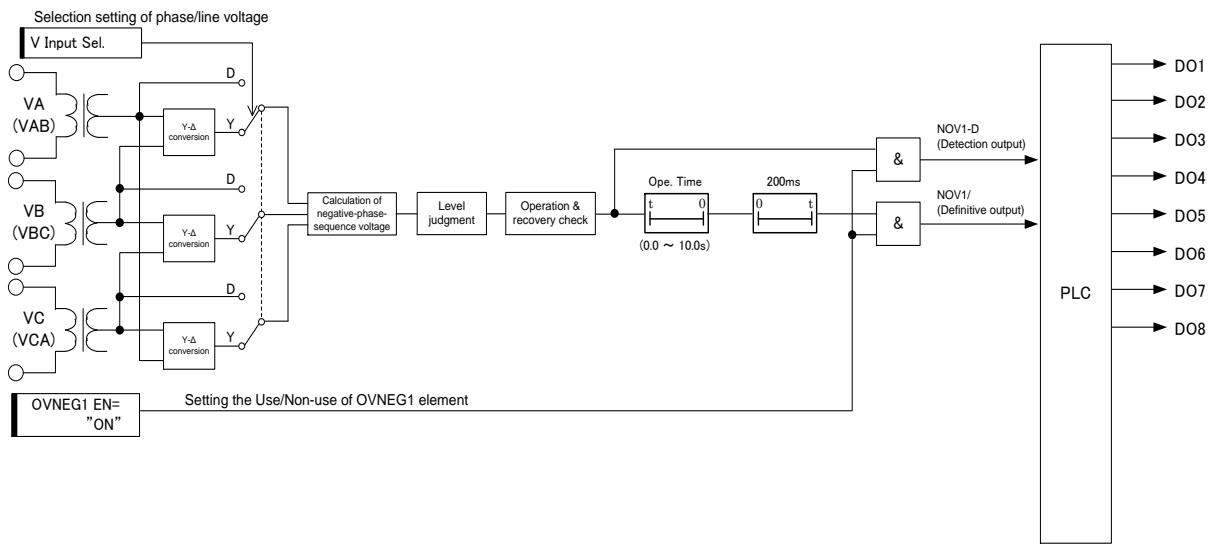 Selection setting of phase/line voltage
V Input Sel.
VA
(VAB)
Y-Δ
conversion
D
Y
VB
(VBC)
Y-Δ
conversion
D
Y
VC
(VCA)
Y-Δ
conversion
D
Y
Calculation of
negative-phase-
sequence voltage
Level
judgment
Operation &
recovery check
Ope. Time
t 0
(0.0 ～ 10.0s)
200ms
0 t
&
NOV1-D
(Detection output)
&
NOV1/
(Definitive output)
PLC
DO1
DO2
DO3
DO4
DO5
DO6
DO7
DO8
OVNEG1 EN=
"ON"
Setting the Use/Non-use of OVNEG1 element